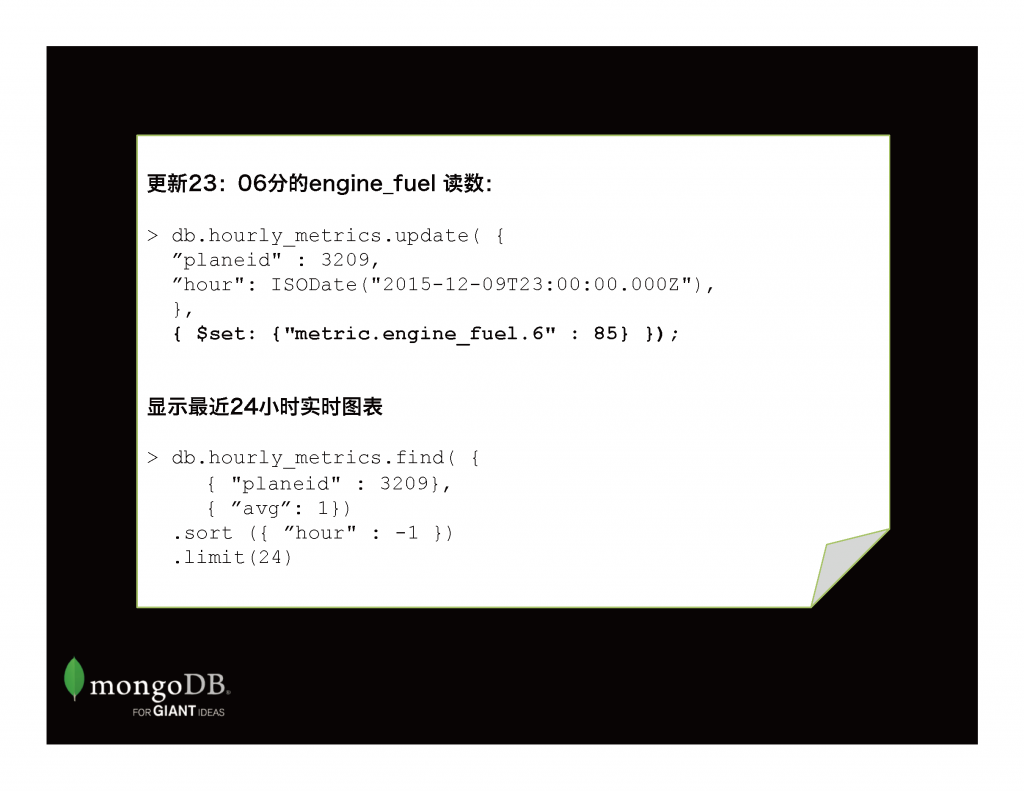 更新23：06分的engine_fuel 读数：
> db.hourly_metrics.update( {
”planeid" : 3209,
”hour": ISODate("2015-12-09T23:00:00.000Z"),
},
{ $set: {"metric.engine_fuel.6" : 85} });
显示最近24小时实时图表
> db.hourly_metrics.find( {
{ "planeid" : 3209},
{ ”avg”: 1})
.sort ({ ”hour" : -1 })
.limit(24)
mongoDB®
FOR GIANT IDEAS